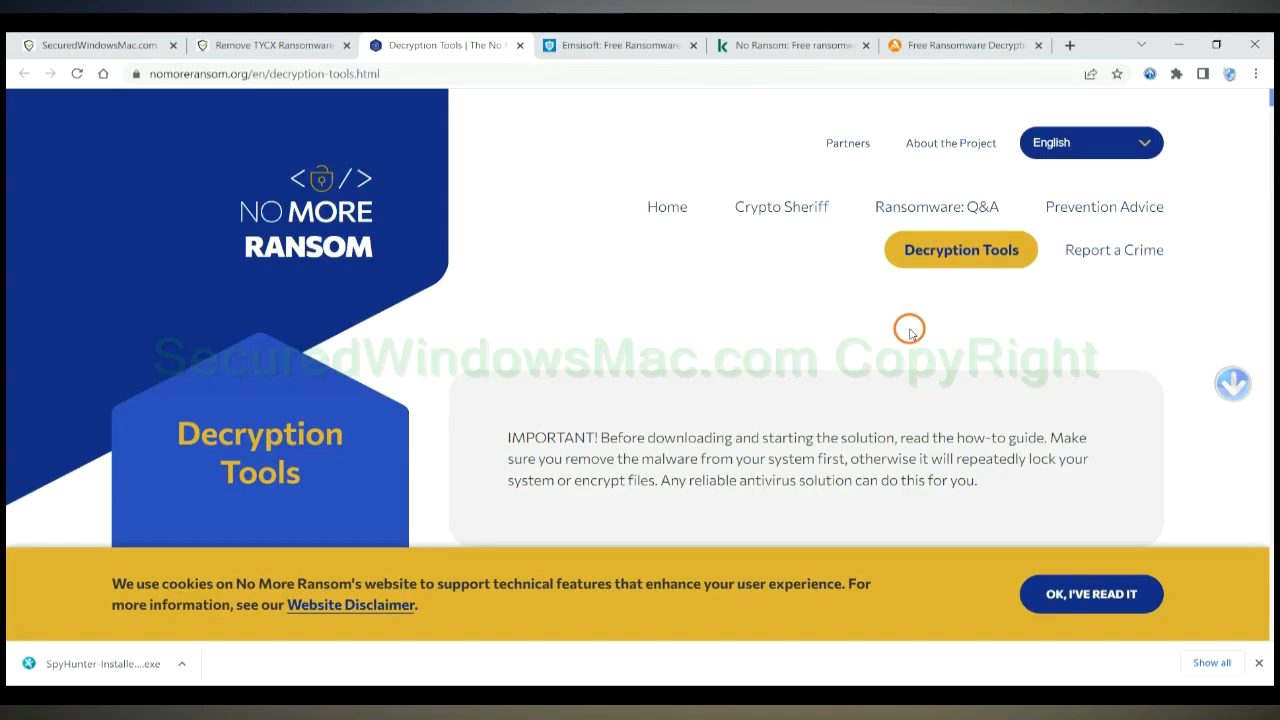 SecuredWindowsMac.com
Remove TYCX Ransomware
Decryption Tools | The No
Emsisoft: Free Ransomware
No Ransom: Free ransomw
Free Ransomware Decrypti
nomoreransom.org/en/decryption-tools.html
Partners
About the Project
English
</>
NO MORE
RANSOM
Home
Crypto Sheriff
Ransomware: Q&A
Prevention Advice
Decryption Tools
Report a Crime
SecuredWindowsMac.com CopyRight
Decryption
Tools
IMPORTANT! Before downloading and starting the solution, read the how-to guide. Make
sure you remove the malware from your system first, otherwise it will repeatedly lock your
system or encrypt files. Any reliable antivirus solution can do this for you.
We use cookies on No More Ransom's website to support technical features that enhance your user experience. For
more information, see our Website Disclaimer.
OK, I'VE READ IT
SpyHunter-Installe....exe
Show all